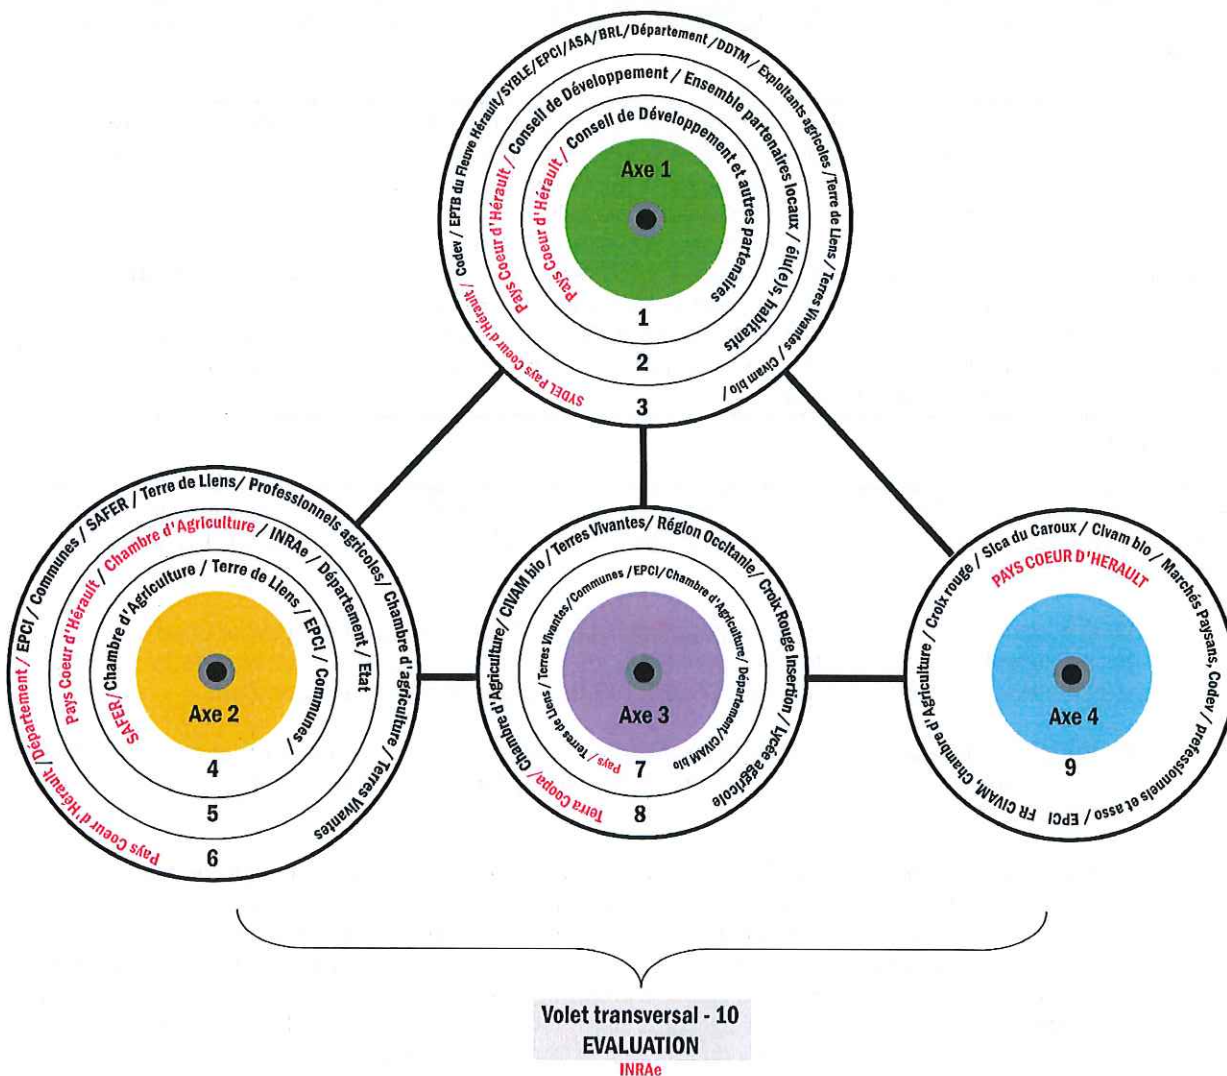 SYDEL Pays Coeur d'Hérault / Codev / EPTB du Fleuve Hérault/SYBLE/EPCI/ASA/BRL/Département /DDTM / Exploitants agricoles /Terre de Liens/ Terres Vivantes/ Civam bio /
Pays Coeur d'Hérault / Conseil de Développement / Ensemble partenaires locaux / élu(e)s, habitants
Pays Coeur d'Hérault / Conseil de Développement et autres partenaires
Axe 1
1
2
3
Pays Coeur d'Hérault /Département / EPCI / Communes / SAFER / Terre de Liens/ Professionnels agricoles/ Chambre d'agriculture / Terres Vivantes
Pays Coeur d'Hérault / Chambre d'Agriculture / INRAe / Département / Etat
SAFER/ Chambre d'Agriculture / Terre de Liens / EPCI / Communes /
Axe 2
4
5
6
Terra Coopa/ Chambre d'Agriculture/ CIVAM bio / Terres Vivantes/ Région Occitanie/ Croix Rouge Insertion / Lycée aggricole
Pays / Terres de Liens / Terres Vivantes/Communes /EPCI/Chambre d'Agriculture/ Département/CIVAM bio
Axe 3
7
8
FR CIVAM, Chambre d'Agriculture / Croix rouge / Sica du Caroux / Civam bio / Marchés Paysans, Codev / professionnels et asso / EPCI
PAYS COEUR D'HERAULT
Axe 4
9
Volet transversal - 10
EVALUATION
INRAe